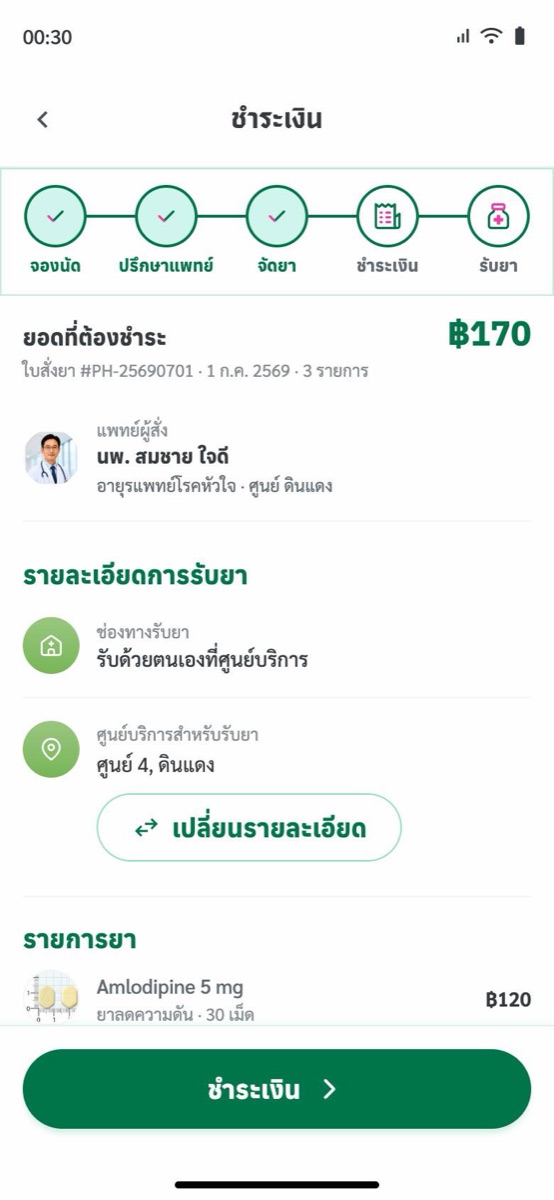 00:30
ชำระเงิน
จองนัด
ปรึกษาแพทย์
จัดยา
ชำระเงิน
รับยา
ยอดที่ต้องชำระ
฿170
ใบสั่งยา #PH-25690701 · 1 ก.ค. 2569 · 3 รายการ
แพทย์ผู้สั่ง
นพ. สมชาย ใจดี
อายุรแพทย์โรคหัวใจ · ศูนย์ ดินแดง
รายละเอียดการรับยา
ช่องทางรับยา
รับด้วยตนเองที่ศูนย์บริการ
ศูนย์บริการสำหรับรับยา
ศูนย์ 4, ดินแดง
เปลี่ยนรายละเอียด
รายการยา
Amlodipine 5 mg
฿120
ยาลดความดัน · 30 เม็ด
ชำระเงิน